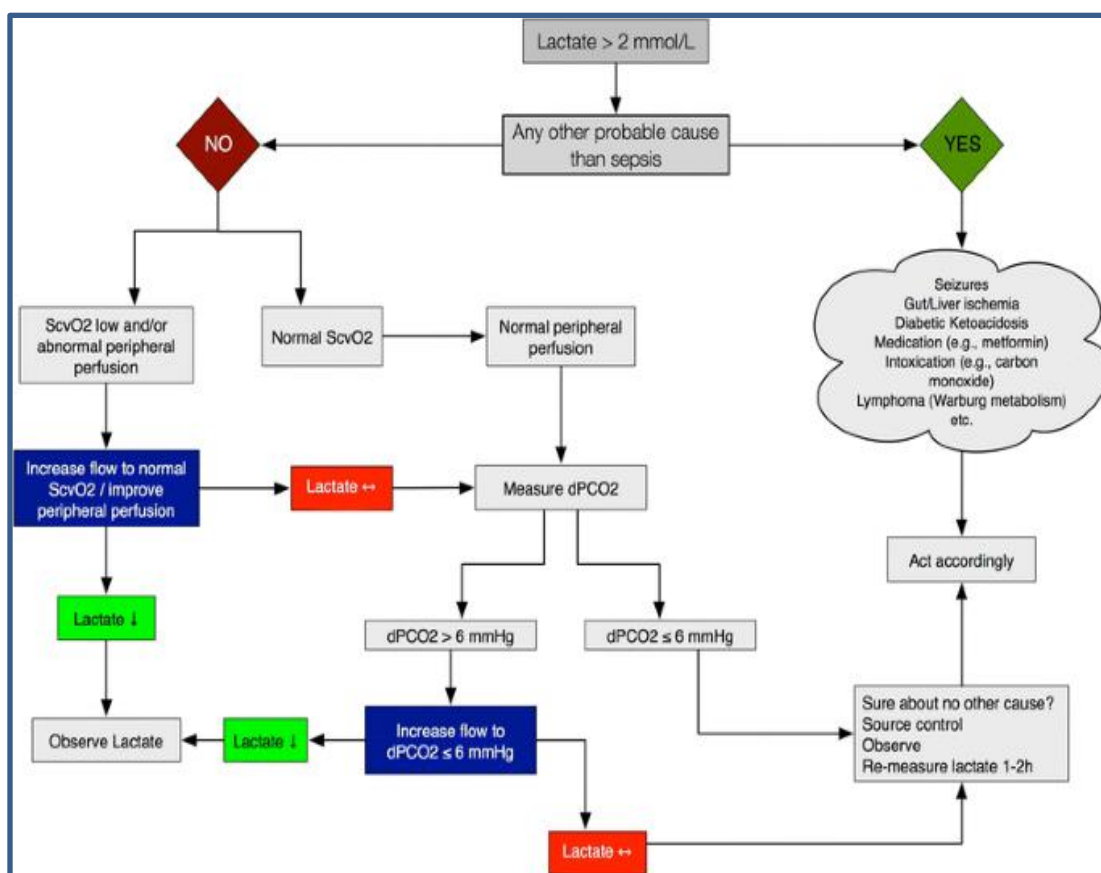 Lactate > 2 mmol/L
Any other probable cause
than sepsis
NO
YES
ScvO2 low and/or
abnormal peripheral
perfusion
Normal ScvO2
Normal peripheral
perfusion
Seizures
Gut/Liver ischemia
Diabetic Ketoacidosis
Medication (e.g., metformin)
Intoxication (e.g., carbon
monoxide)
Lymphoma (Warburg metabolism)
etc.
Increase flow to normal
ScvO2 / improve
peripheral perfusion
Lactate ↔
Measure dPCO2
Act accordingly
Lactate ↓
dPCO2 > 6 mmHg
dPCO2 ≤ 6 mmHg
Observe Lactate
Lactate ↓
Increase flow to
dPCO2 ≤ 6 mmHg
Sure about no other cause?
Source control
Observe
Re-measure lactate 1-2h
Lactate ↔